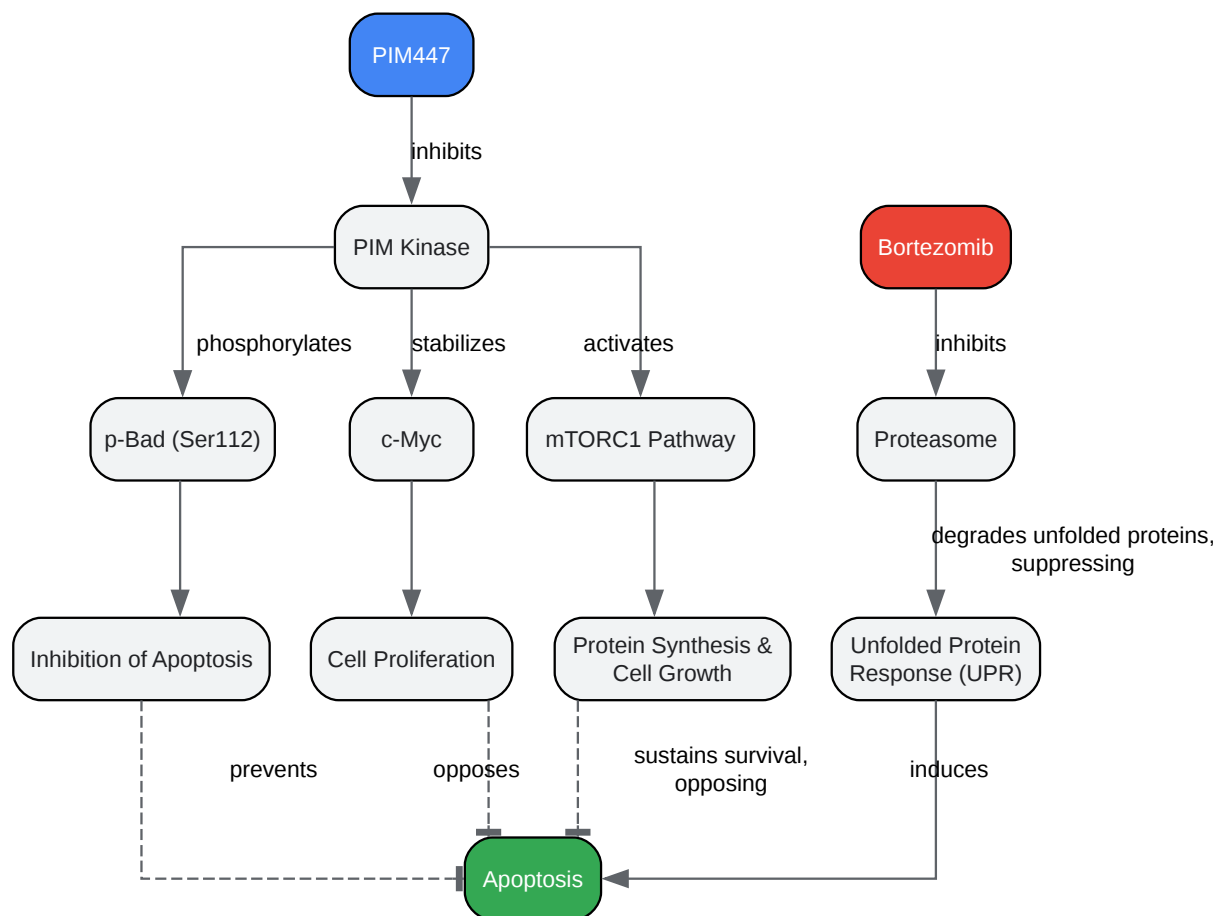 PIM447
inhibits
PIM Kinase
Bortezomib
phosphorylates
stabilizes
activates
inhibits
p-Bad (Ser112)
c-Myc
mTORC1 Pathway
Proteasome
degrades unfolded proteins,
suppressing
Inhibition of Apoptosis
Cell Proliferation
Protein Synthesis &
Cell Growth
Unfolded Protein
Response (UPR)
prevents
opposes
sustains survival,
opposing
induces
Apoptosis